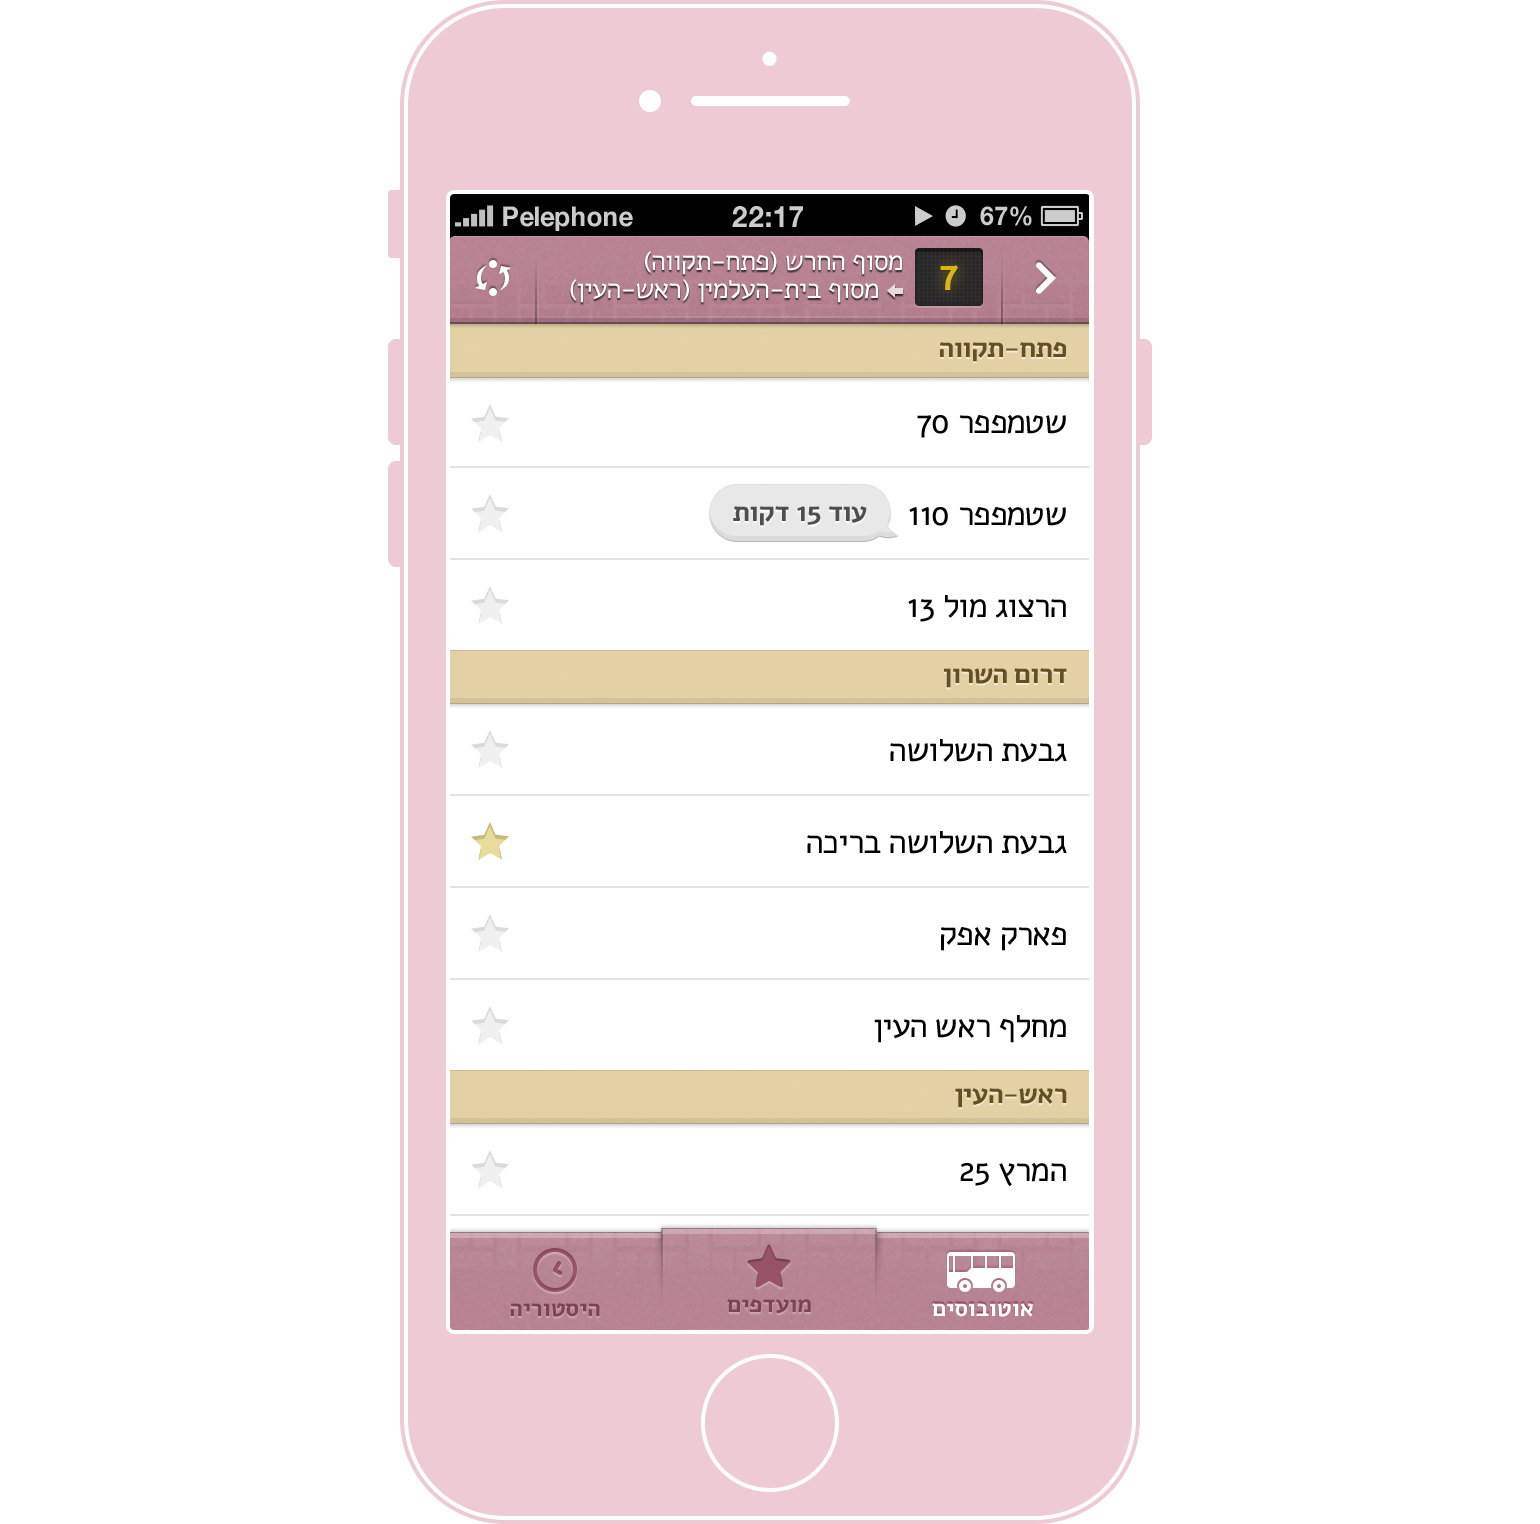 Pelephone 22:17 67%
7 מסוף החרש (פתח-תקווה)
מסוף בית-העלמין (ראש-העין)
פתח-תקווה
שטמפפר 70
שטמפפר 110 עוד 15 דקות
הרצוג מול 13
דרום השרון
גבעת השלושה
גבעת השלושה בריכה
פארק אפק
מחלף ראש העין
ראש-העין
המרץ 25
אוטובוסים מועדפים היסטוריה